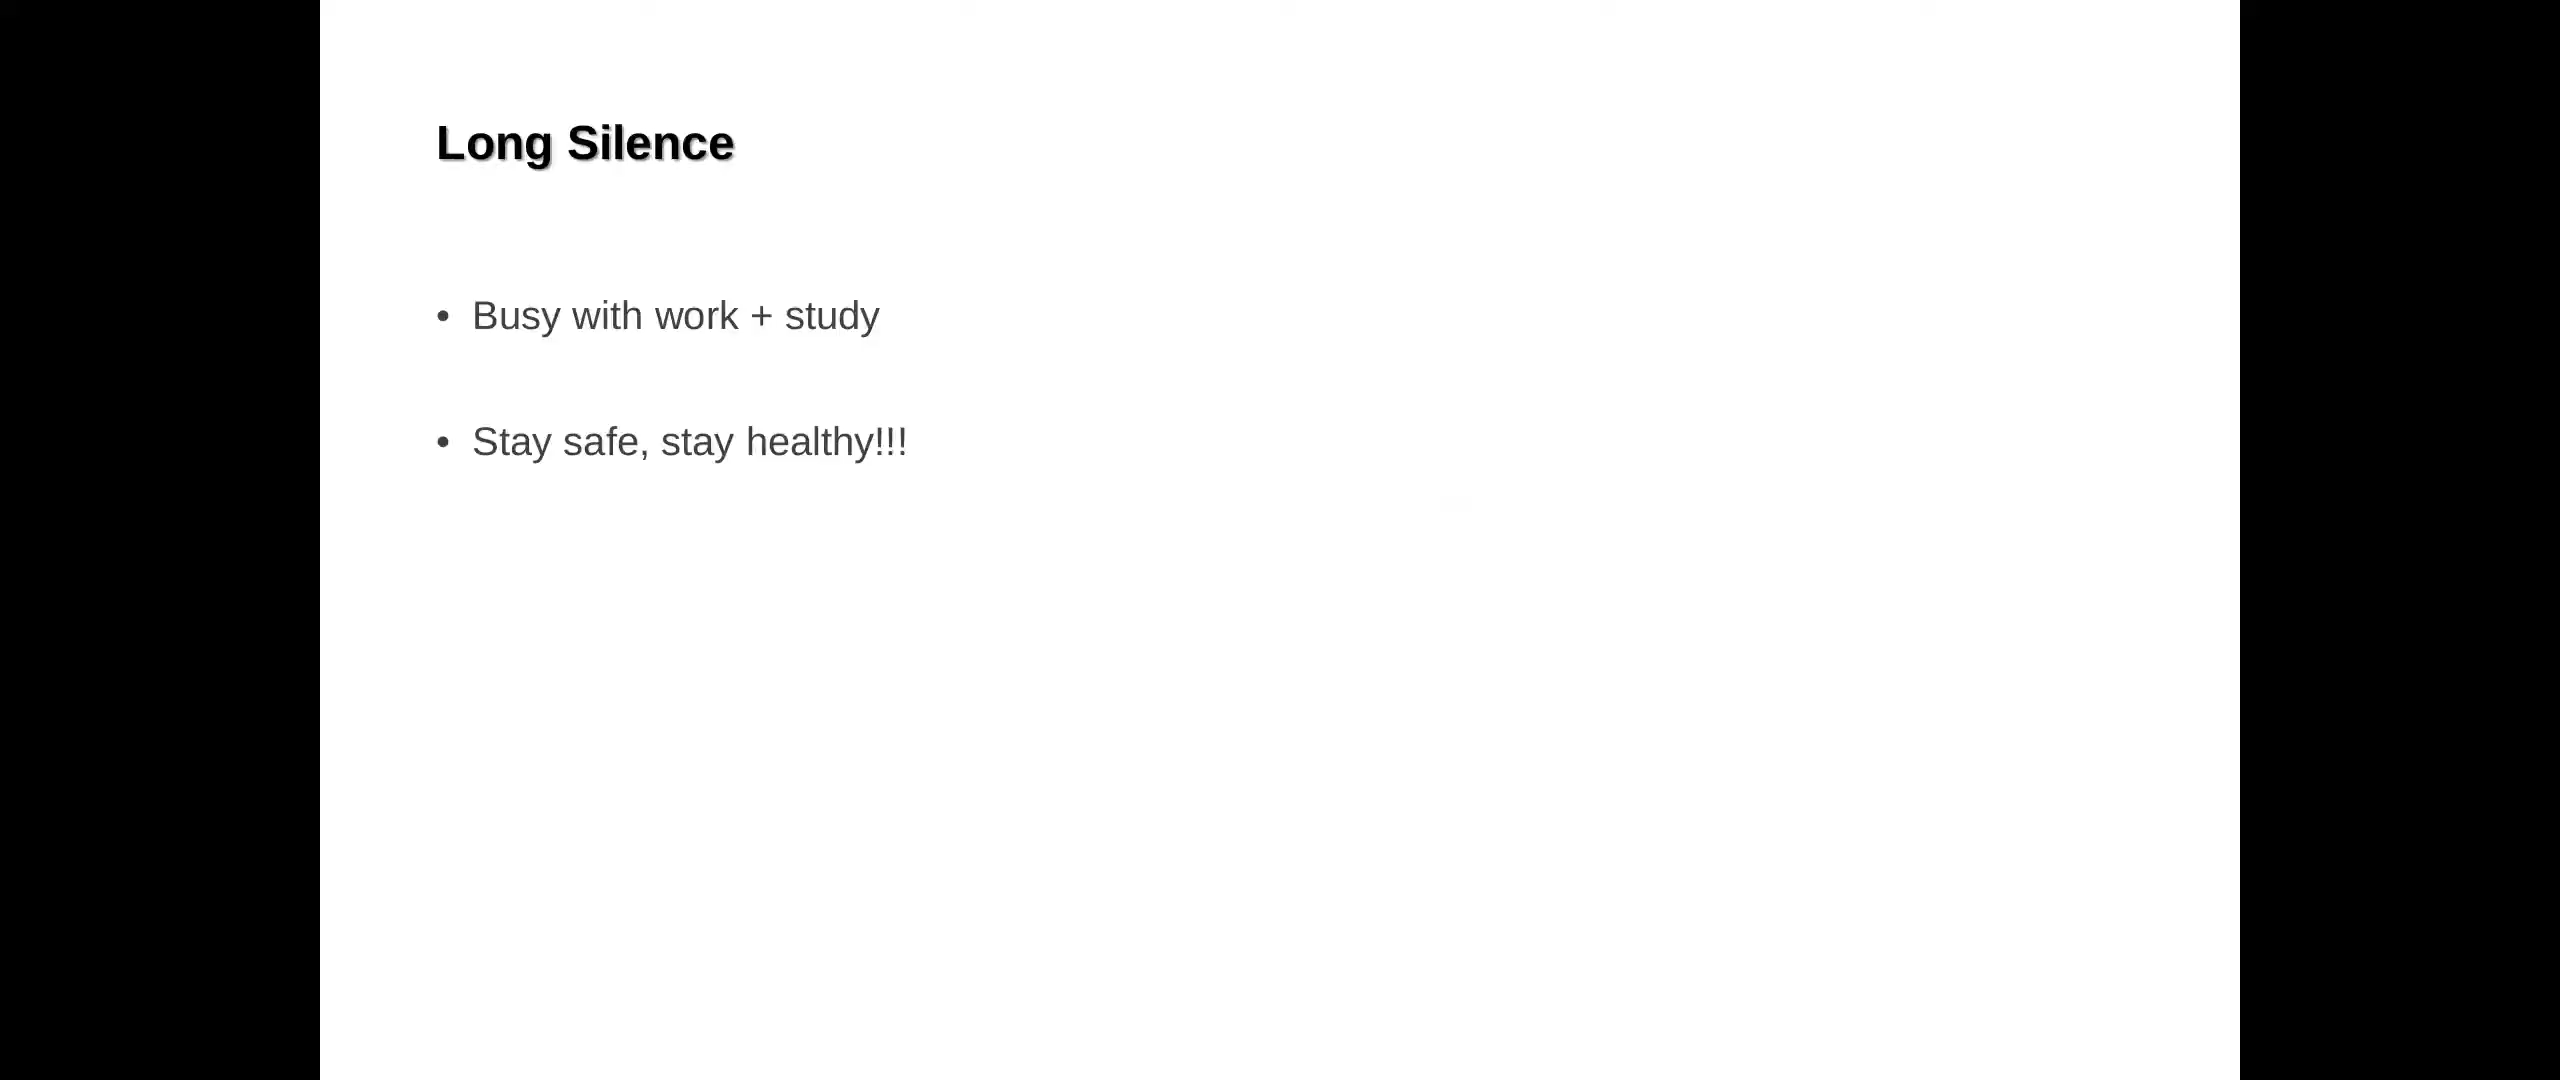 Long Silence
• Busy with work + study
• Stay safe, stay healthy!!!